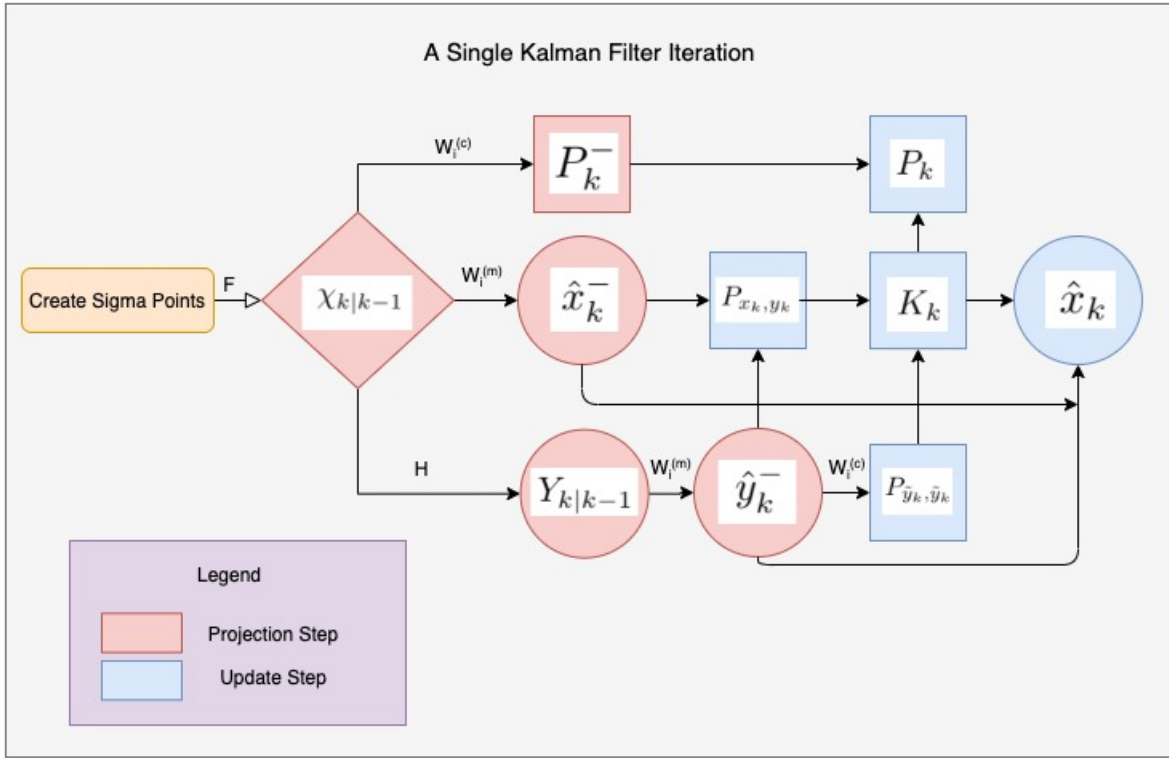 A Single Kalman Filter Iteration
W_i^(c)
P_k^-
P_k
Create Sigma Points
F
χ_{k|k−1}
W_i^(m)
x̂_k^-
P_{x_k,y_k}
K_k
x̂_k
H
Y_{k|k−1}
W_i^(m)
ŷ_k^-
W_i^(c)
P_{ỹ_k,ỹ_k}
Legend
Projection Step
Update Step